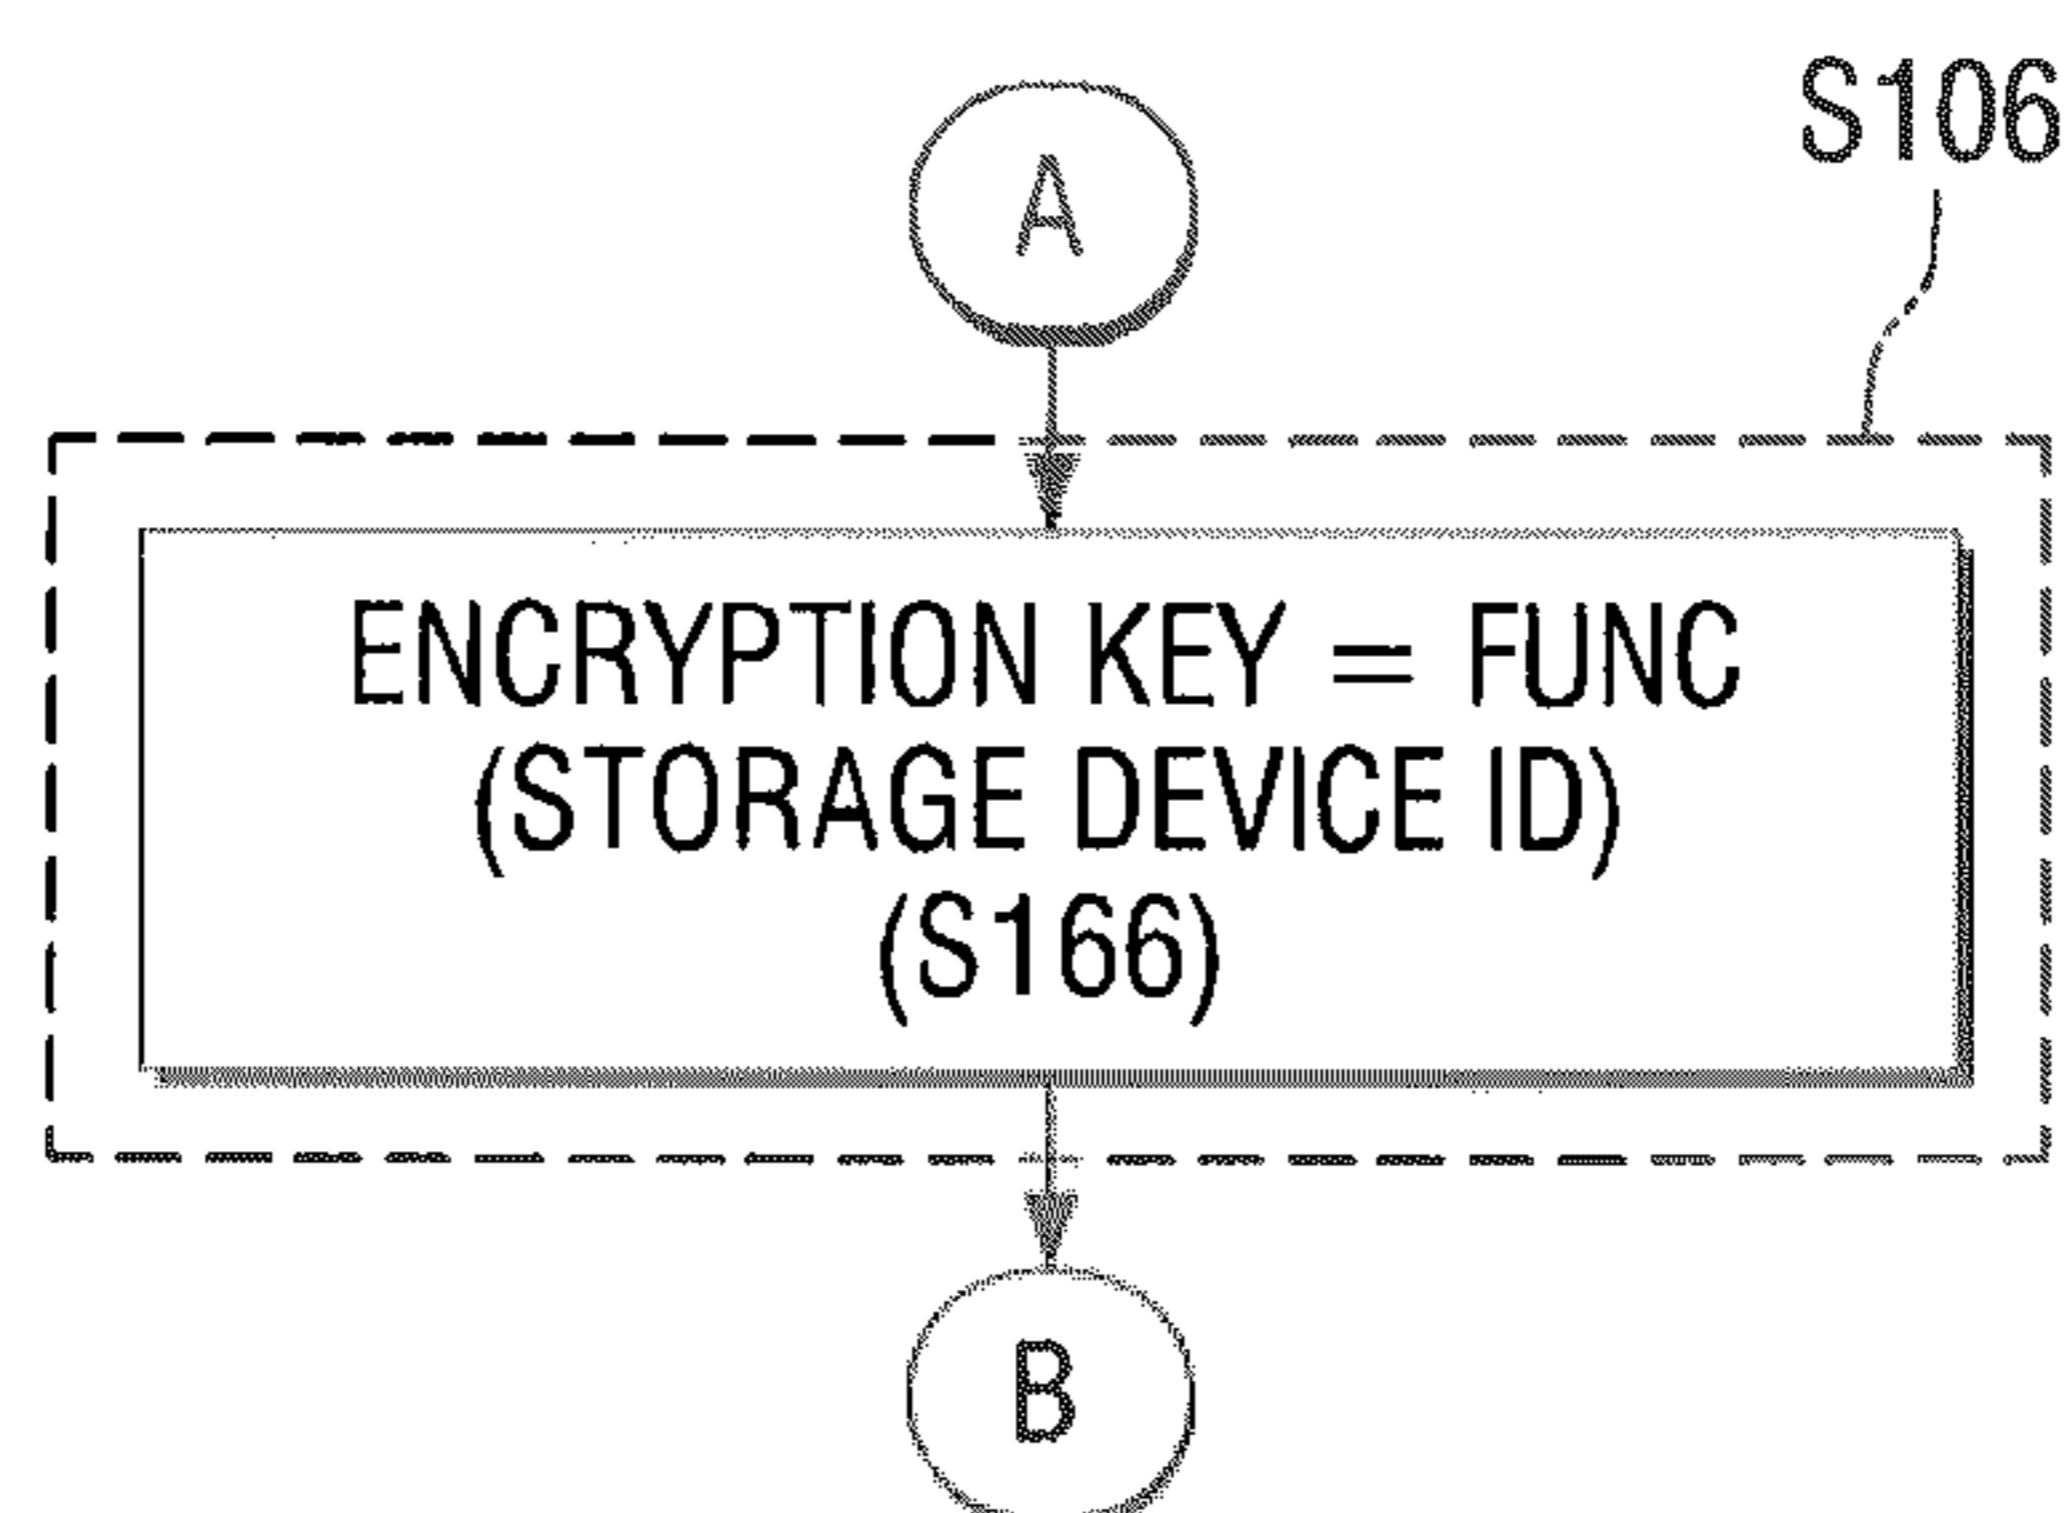 S106
A
ENCRYPTION KEY = FUNC
(STORAGE DEVICE ID)
(S166)
B